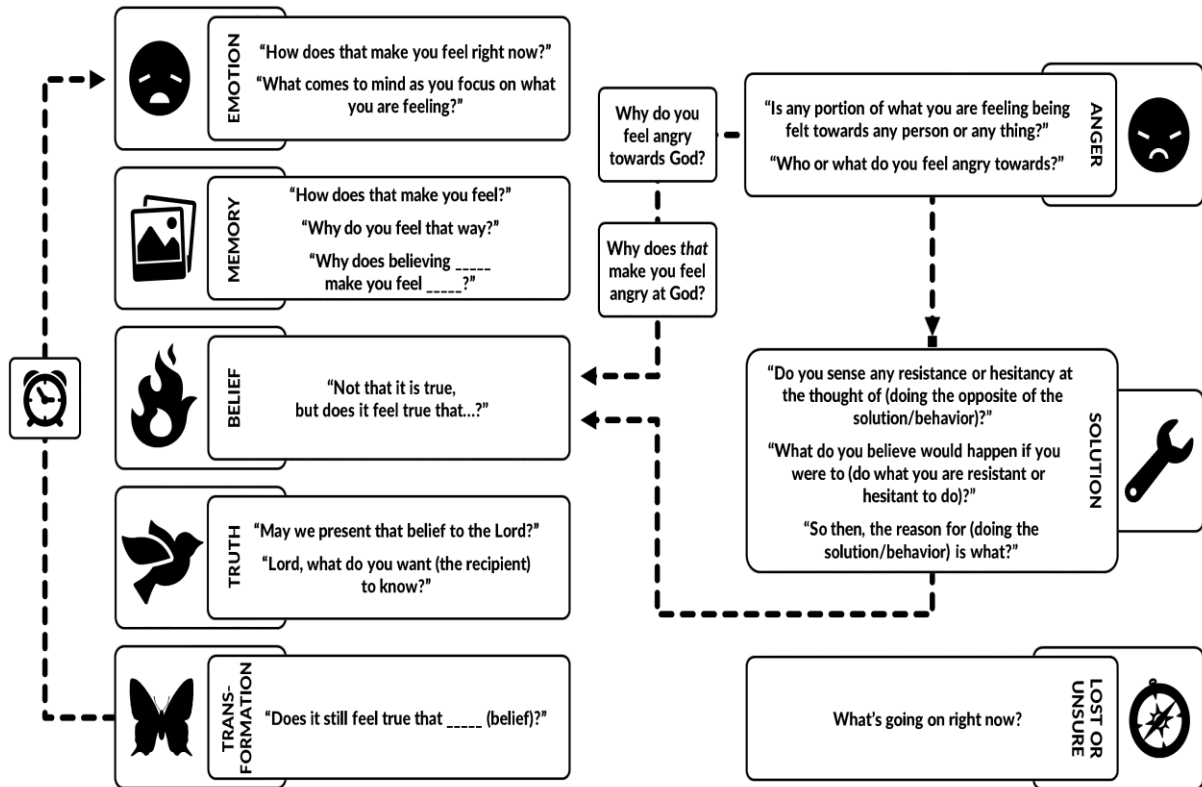 EMOTION
“How does that make you feel right now?”
“What comes to mind as you focus on what
you are feeling?”
MEMORY
“How does that make you feel?”
“Why do you feel that way?”
“Why does believing _____
make you feel _____?”
BELIEF
“Not that it is true,
but does it feel true that...?”
TRUTH
“May we present that belief to the Lord?”
“Lord, what do you want (the recipient)
to know?”
TRANS-
FORMATION
“Does it still feel true that _____ (belief)?”
Why do you
feel angry
towards God?
Why does that
make you feel
angry at God?
“Is any portion of what you are feeling being
felt towards any person or any thing?”
“Who or what do you feel angry towards?”
ANGER
“Do you sense any resistance or hesitancy at
the thought of (doing the opposite of the
solution/behavior)?”
“What do you believe would happen if you
were to (do what you are resistant or
hesitant to do)?”
“So then, the reason for (doing the
solution/behavior) is what?”
SOLUTION
What’s going on right now?
LOST OR
UNSURE